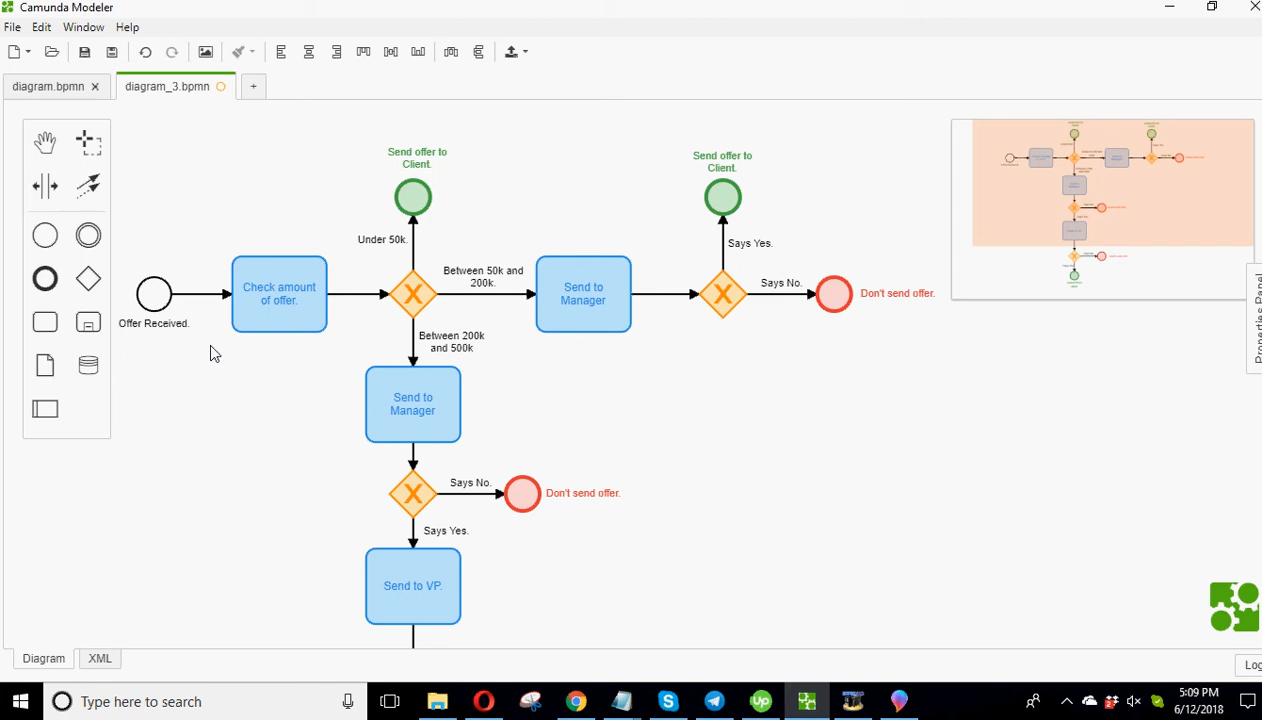 Camunda Modeler
File Edit Window Help
diagram.bpmn
diagram_3.bpmn
+
Send offer to
Client.
Send offer to
Client.
Under 50k.
Says Yes.
Between 50k and
200k.
Check amount
of offer.
Send to
Manager
Says No.
Don't send offer.
Offer Received.
Between 200k
and 500k
Properties Panel
Send to
Manager
Says No.
Don't send offer.
Says Yes.
Send to VP.
Diagram
XML
Log
Type here to search
5:09 PM
6/12/2018